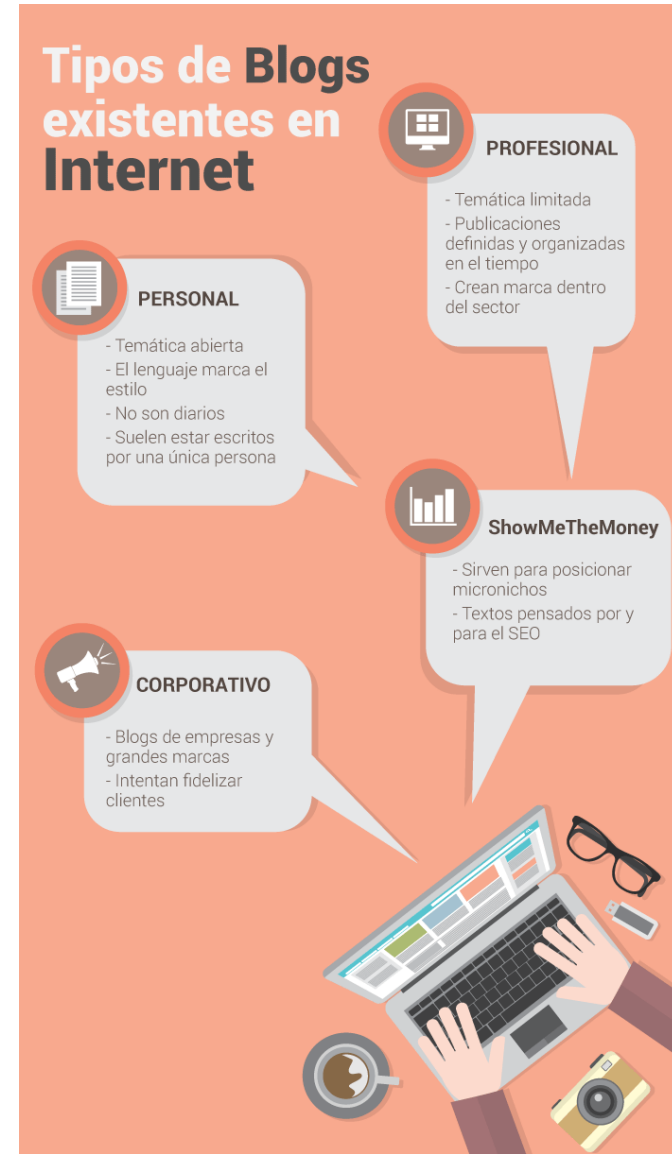 Tipos de Blogs
existentes en
Internet
PROFESIONAL
- Temática limitada
- Publicaciones
definidas y organizadas
en el tiempo
- Crean marca dentro
del sector
PERSONAL
- Temática abierta
- El lenguaje marca el
estilo
- No son diarios
- Suelen estar escritos
por una única persona
ShowMeTheMoney
- Sirven para posicionar
micronichos
- Textos pensados por y
para el SEO
CORPORATIVO
- Blogs de empresas y
grandes marcas
- Intentan fidelizar
clientes